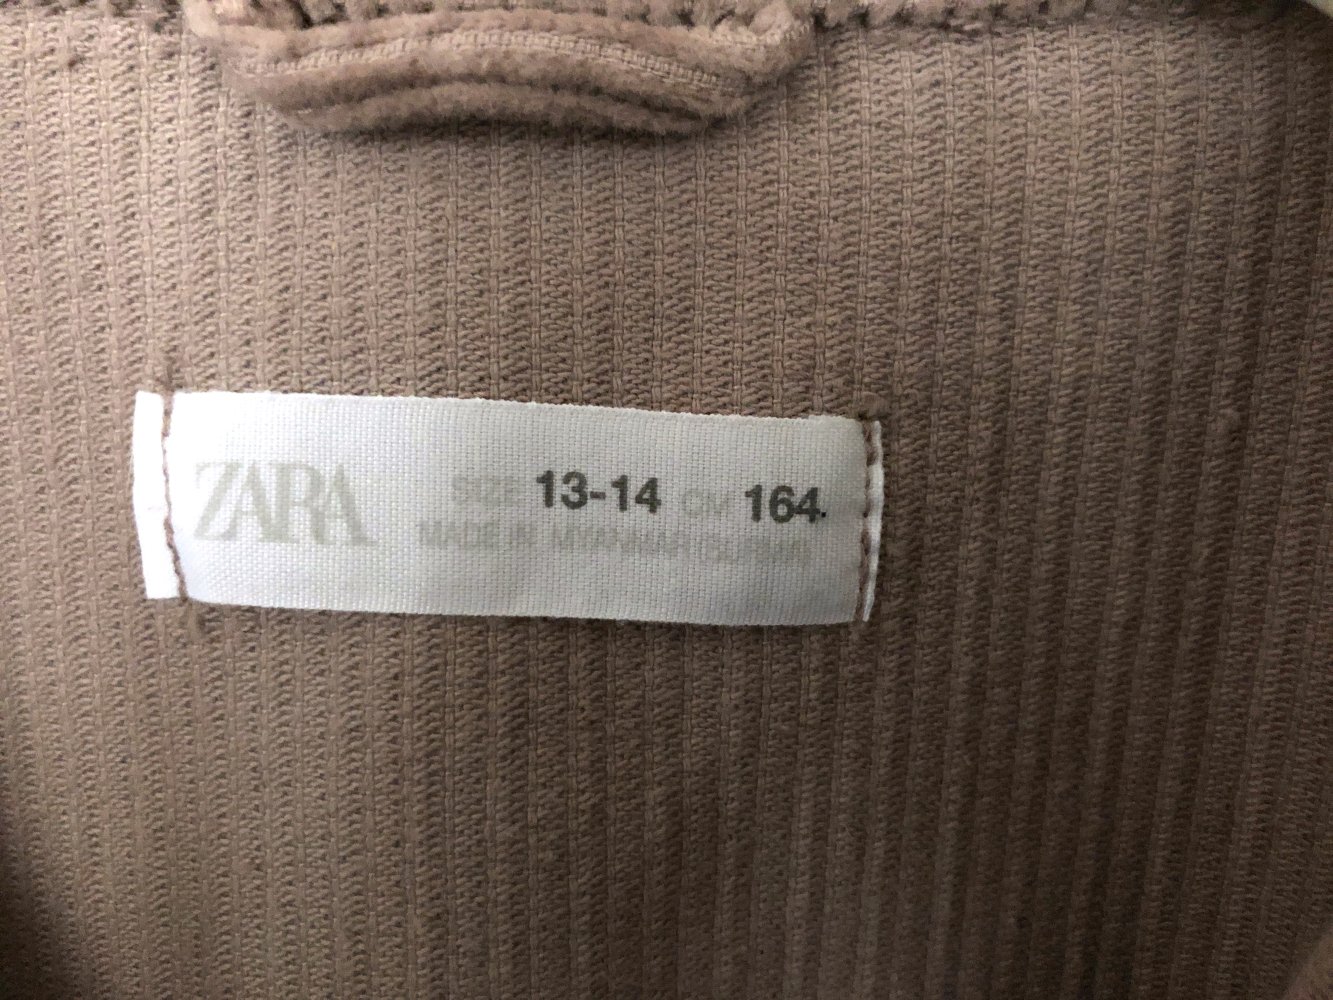 ZARA
SIZE 13-14 CM 164.
MADE IN MYANMAR (BURMA)